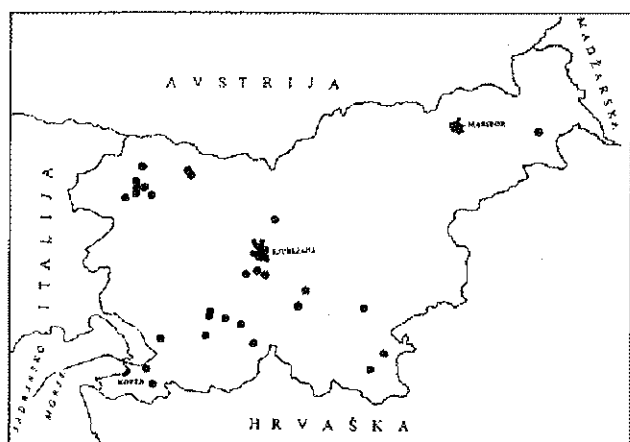 AVSTRIJA
MADŽARSKA
MARIBOR
ITALIJA
LJUBLJANA
KOPER
JADRANSKO
MORJE
HRVAŠKA